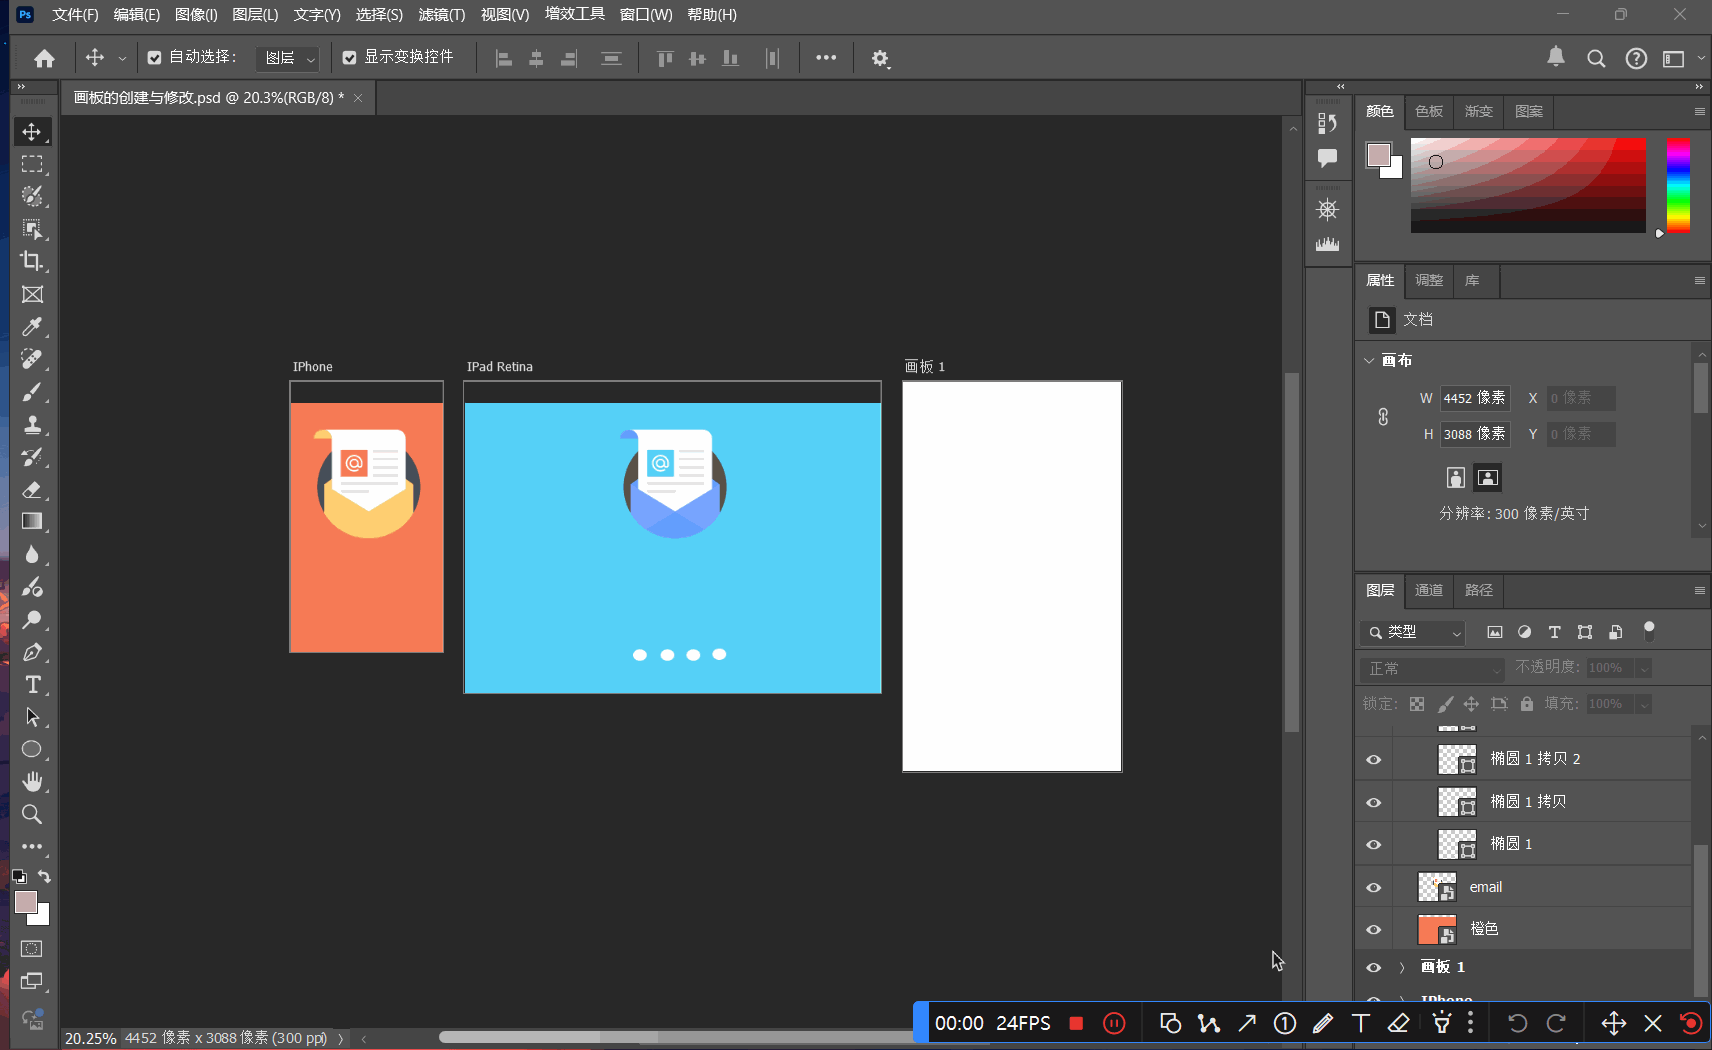 Ps 文件(F) 编辑(E) 图像(I) 图层(L) 文字(Y) 选择(S) 滤镜(T) 视图(V) 增效工具 窗口(W) 帮助(H)
自动选择： 图层 显示变换控件
画板的创建与修改.psd @ 20.3%(RGB/8) *
颜色 色板 渐变 图案
属性 调整 库
文档
画布
W 4452 像素 X 0 像素
H 3088 像素 Y 0 像素
分辨率: 300 像素/英寸
IPhone
IPad Retina
画板 1
图层 通道 路径
类型
正常 不透明度: 100%
锁定: 填充: 100%
椭圆 1 拷贝 2
椭圆 1 拷贝
椭圆 1
email
橙色
画板 1
IPhone
20.25% 4452 像素 x 3088 像素 (300 ppi)
00:00 24FPS